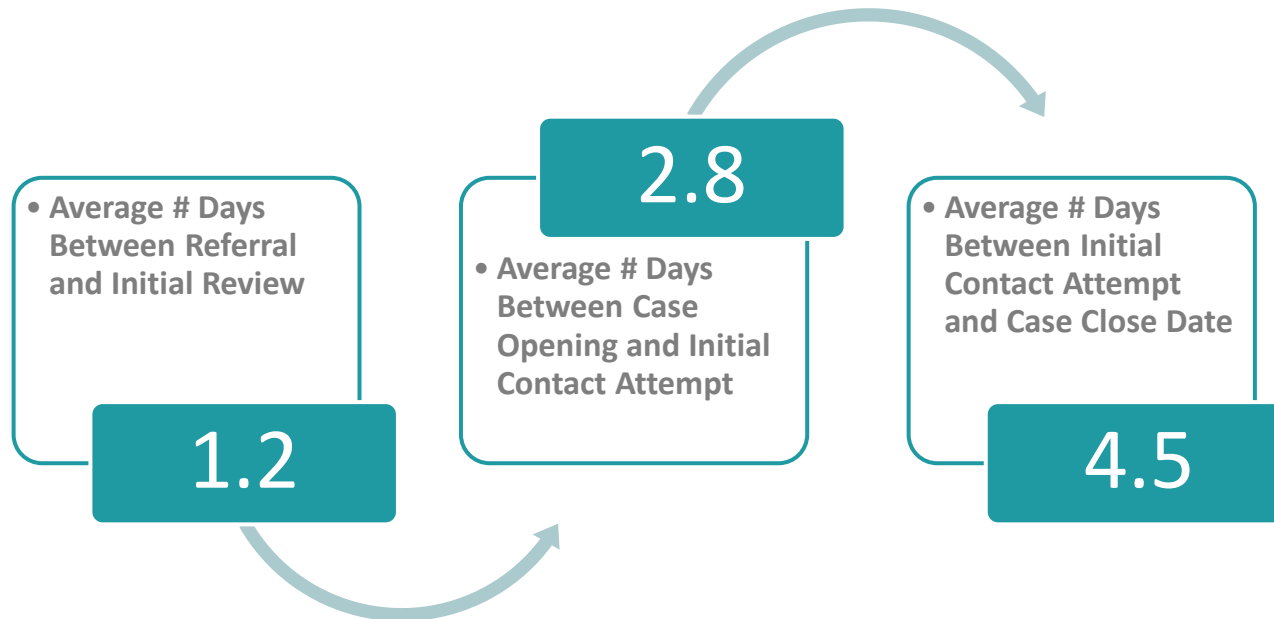 • Average # Days
Between Referral
and Initial Review
1.2
2.8
• Average # Days
Between Case
Opening and Initial
Contact Attempt
• Average # Days
Between Initial
Contact Attempt
and Case Close Date
4.5